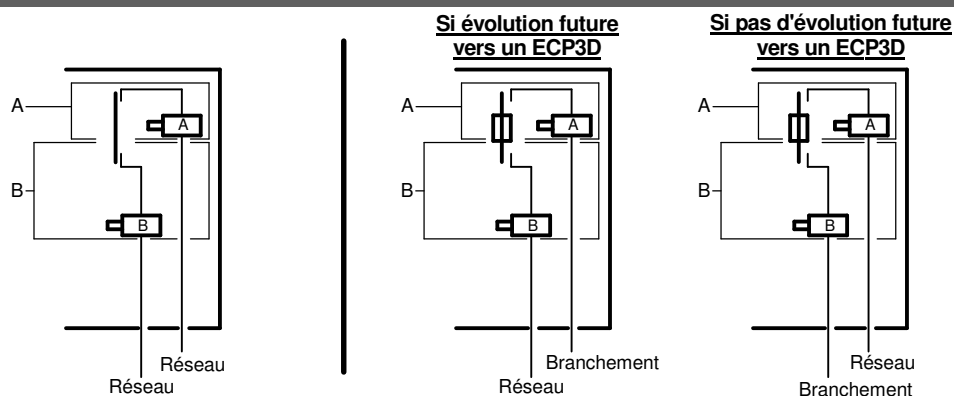 Si évolution future
vers un ECP3D
Si pas d'évolution future
vers un ECP3D
A
A
B
B
Réseau
Réseau
A
A
B
B
Branchement
Réseau
A
A
B
B
Réseau
Branchement